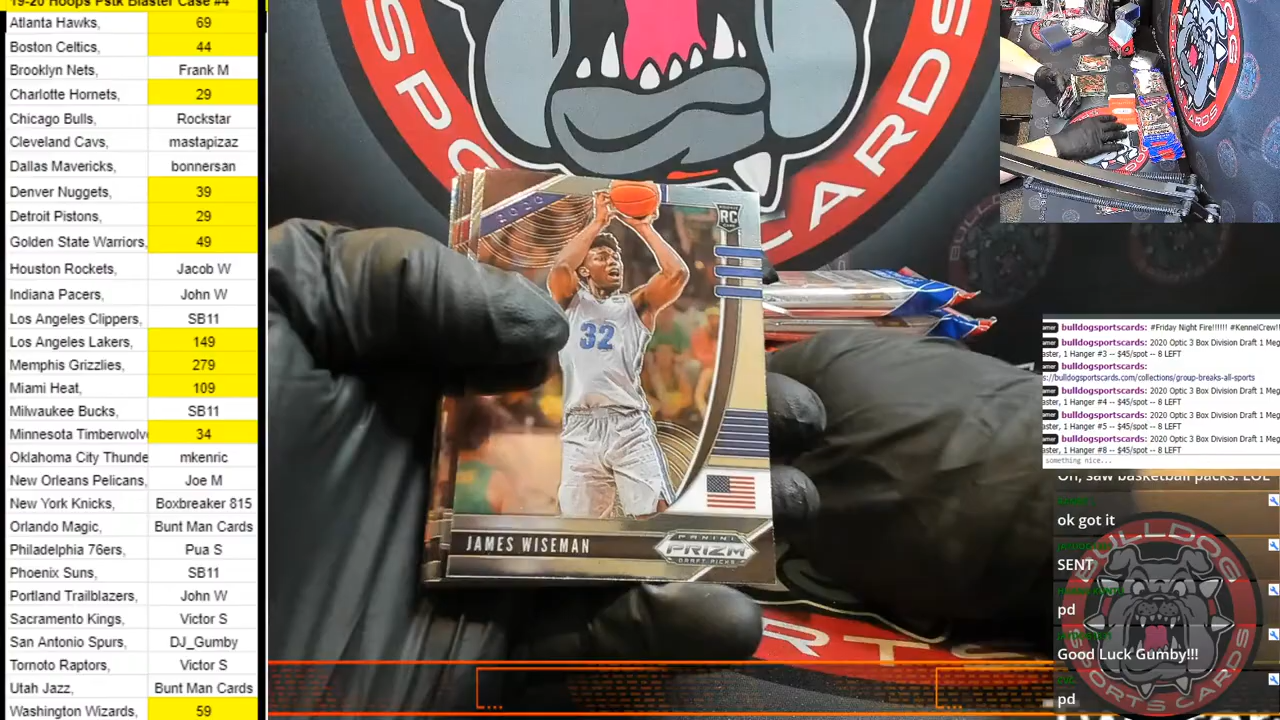 19-20 Hoops Pstk Blaster Case #4
Atlanta Hawks, 69
Boston Celtics, 44
Brooklyn Nets, Frank M
Charlotte Hornets, 29
Chicago Bulls, Rockstar
Cleveland Cavs, mastapizaz
Dallas Mavericks, bonnersan
Denver Nuggets, 39
Detroit Pistons, 29
Golden State Warriors, 49
Houston Rockets, Jacob W
Indiana Pacers, John W
Los Angeles Clippers, SB11
Los Angeles Lakers, 149
Memphis Grizzlies, 279
Miami Heat, 109
Milwaukee Bucks, SB11
Minnesota Timberwolv 34
Oklahoma City Thunde mkenric
New Orleans Pelicans, Joe M
New York Knicks, Boxbreaker 815
Orlando Magic, Bunt Man Cards
Philadelphia 76ers, Pua S
Phoenix Suns, SB11
Portland Trailblazers, John W
Sacramento Kings, Victor S
San Antonio Spurs, DJ_Gumby
Tornoto Raptors, Victor S
Utah Jazz, Bunt Man Cards
Washington Wizards, 59
SPO
CARDS
RTS
2020
RC
32
JAMES WISEMAN
PANINI
PRIZM
DRAFT PICKS
BULLDOG
bulldogsportscards: #Friday Night Fire!!!!!! #KennelCrew!
bulldogsportscards: 2020 Optic 3 Box Division Draft 1 Meg
aster, 1 Hanger #3 -- $45/spot -- 8 LEFT
bulldogsportscards:
s://bulldogsportscards.com/collections/group-breaks-all-sports
bulldogsportscards: 2020 Optic 3 Box Division Draft 1 Meg
aster, 1 Hanger #4 -- $45/spot -- 8 LEFT
bulldogsportscards: 2020 Optic 3 Box Division Draft 1 Meg
aster, 1 Hanger #5 -- $45/spot -- 8 LEFT
bulldogsportscards: 2020 Optic 3 Box Division Draft 1 Meg
aster, 1 Hanger #8 -- $45/spot -- 8 LEFT
something nice...
Oh, saw basketball packs. LOL
ok got it
SENT
pd
Good Luck Gumby!!!
pd
BULLDOG
SPORTS CARDS